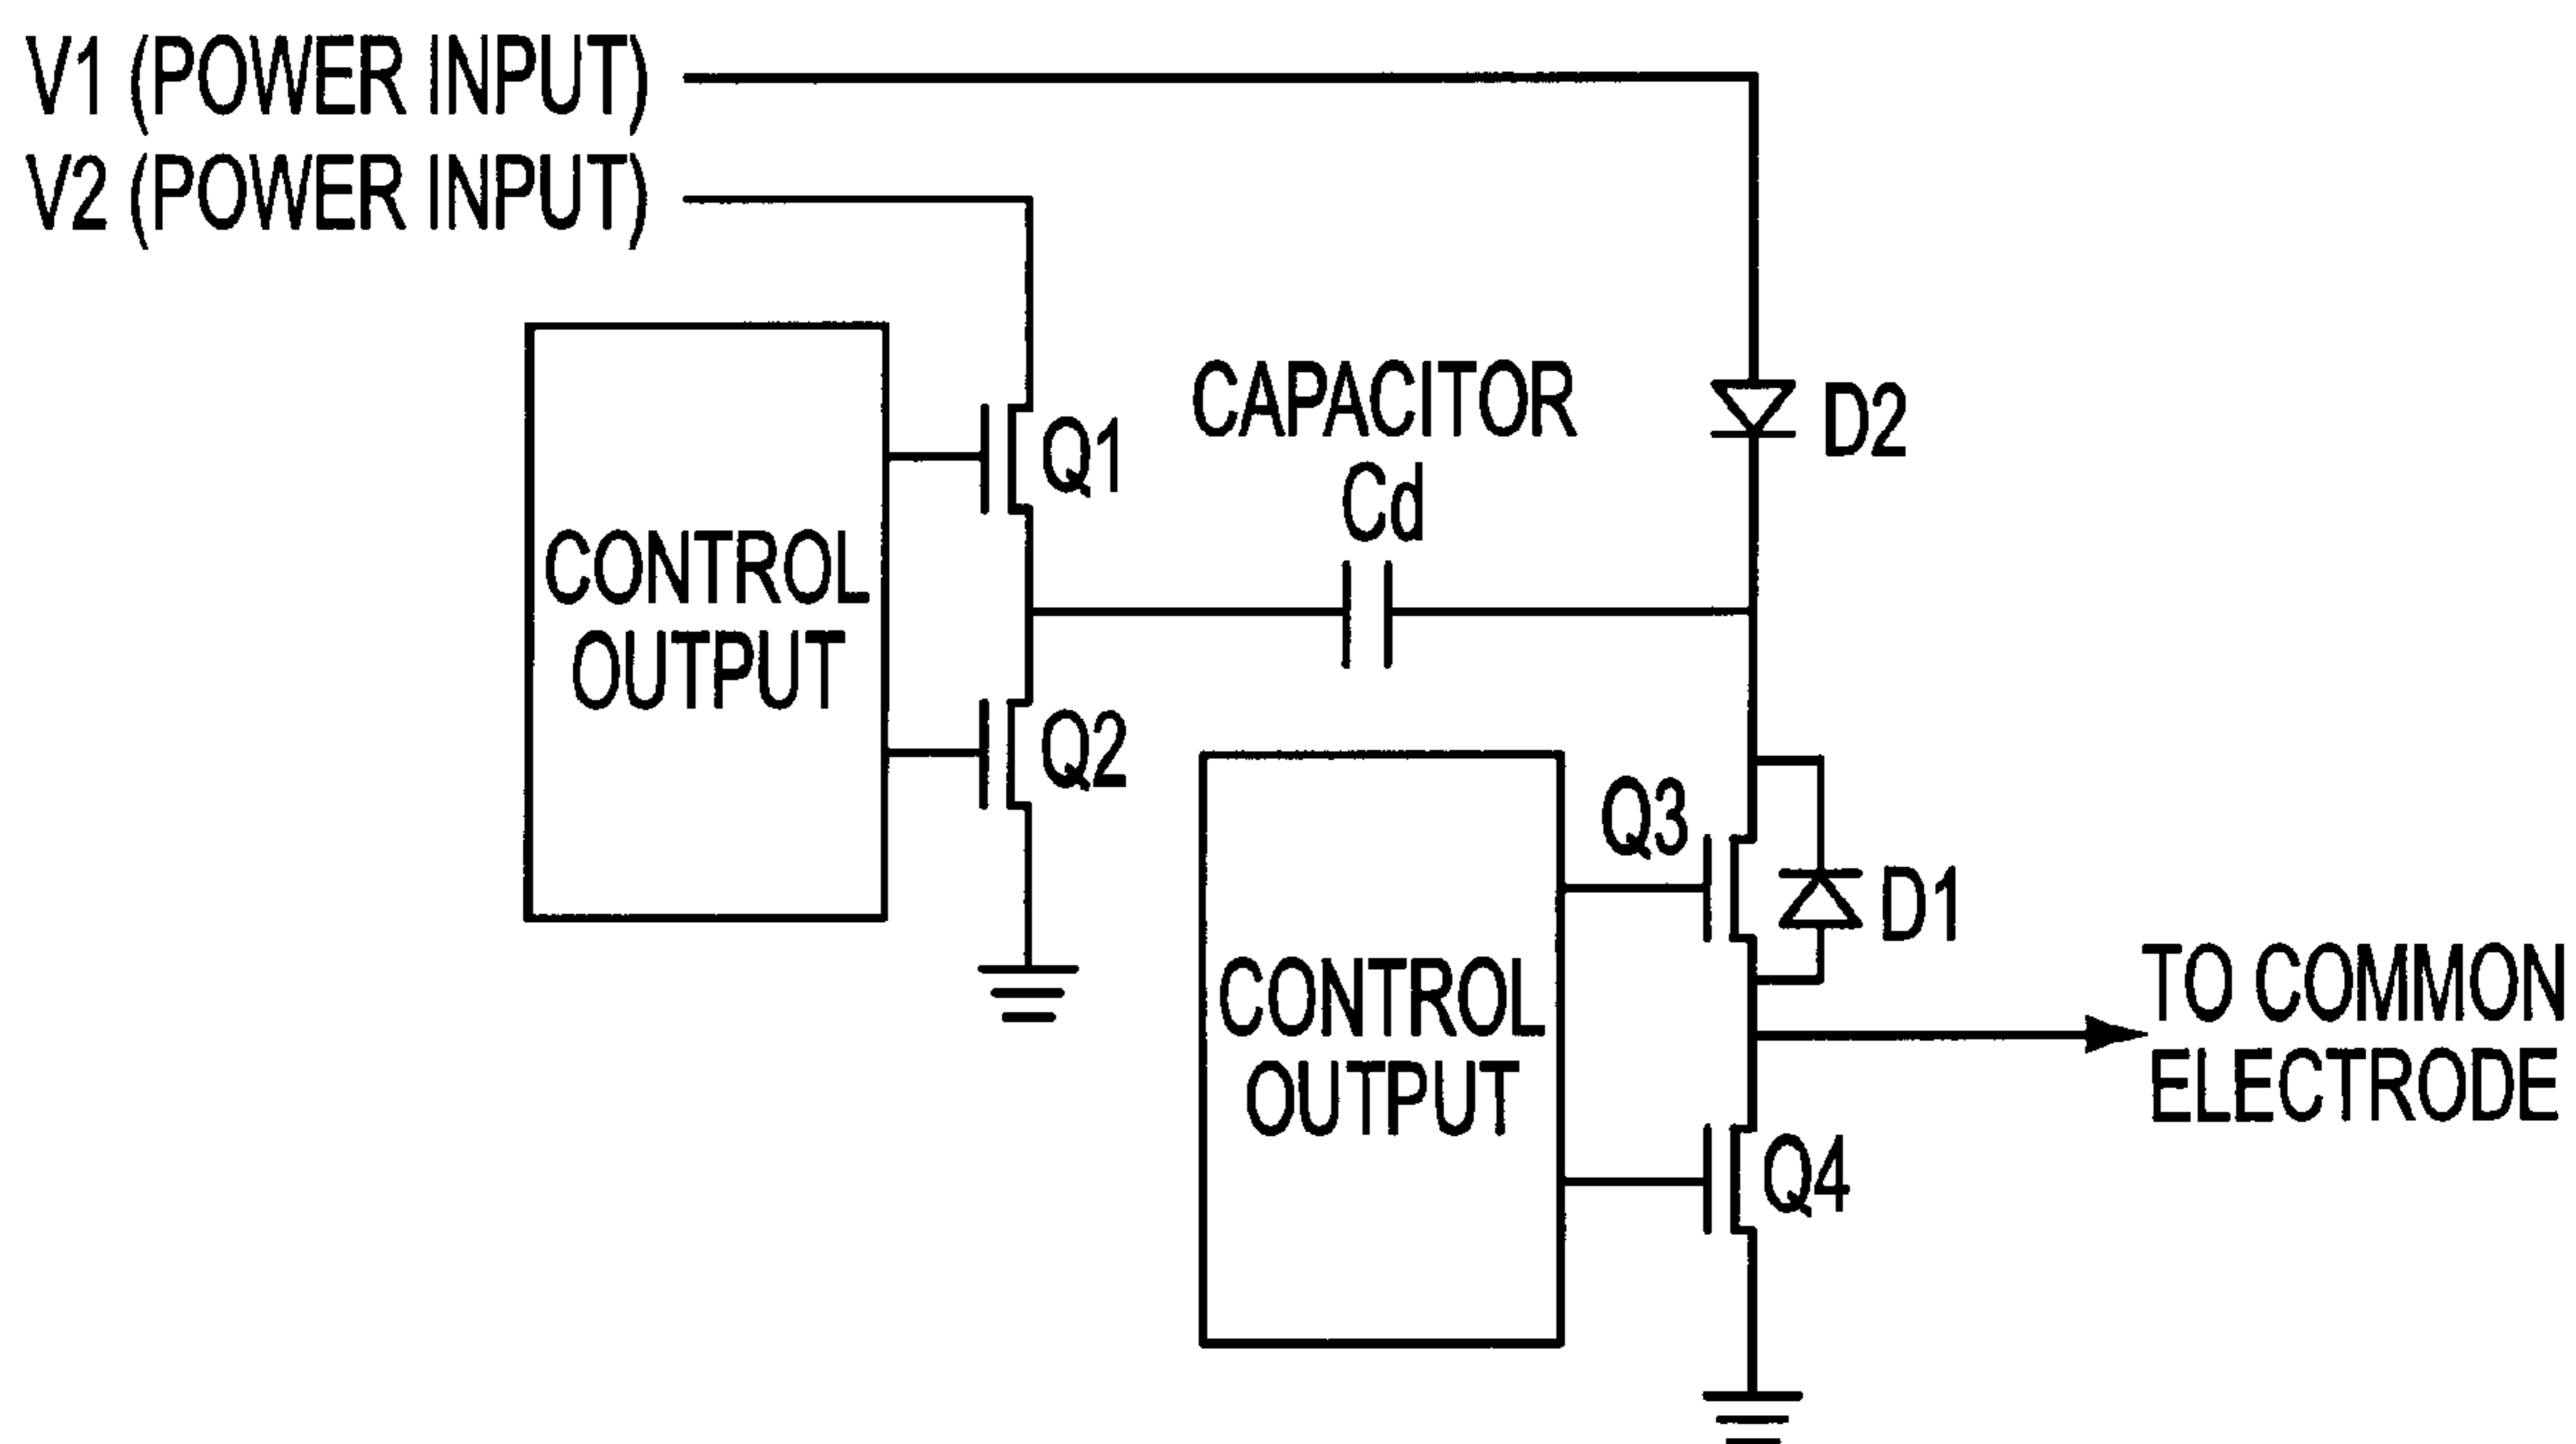 V1 (POWER INPUT)
V2 (POWER INPUT)
CAPACITOR
Cd
D2
Q1
CONTROL
OUTPUT
Q2
Q3
D1
CONTROL
OUTPUT
TO COMMON
ELECTRODE
Q4